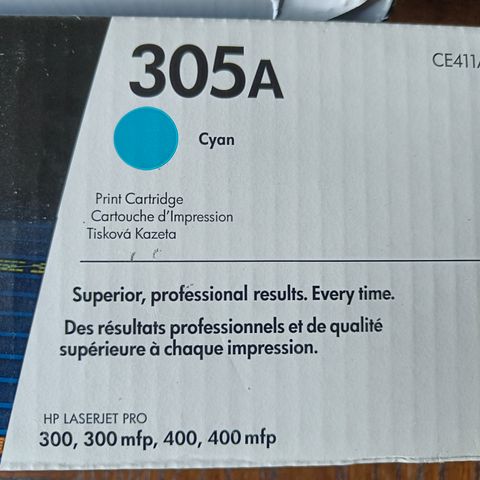 305A
CE411A
Cyan
Print Cartridge
Cartouche d'Impression
Tisková Kazeta
Superior, professional results. Every time.
Des résultats professionnels et de qualité
supérieure à chaque impression.
HP LASERJET PRO
300, 300 mfp, 400, 400 mfp